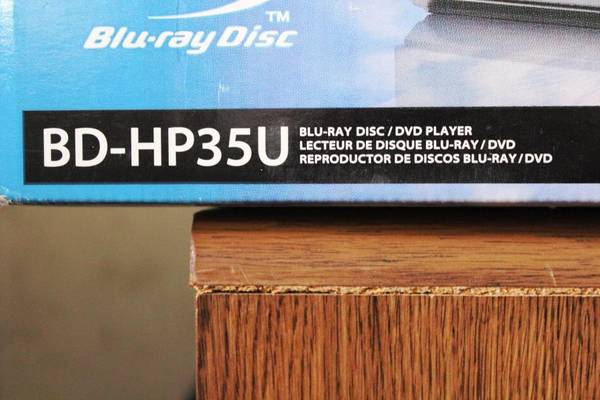 TM
Blu-ray Disc
BD-HP35U
BLU-RAY DISC / DVD PLAYER
LECTEUR DE DISQUE BLU-RAY / DVD
REPRODUCTOR DE DISCOS BLU-RAY / DVD